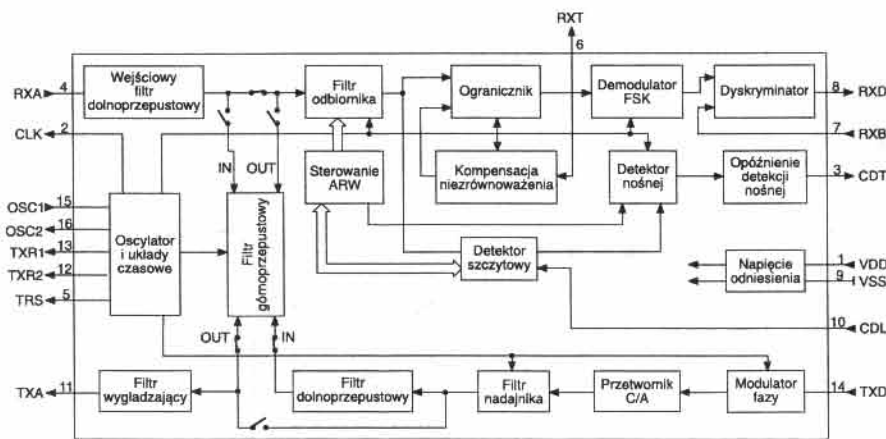 RXT
6
RXA 4
Wejściowy
filtr
dolnoprzepustowy
Filtr
odbiornika
Ogranicznik
Demodulator
FSK
Dyskryminator
8 RXD
CLK 2
7 RXB
IN
OUT
Sterowanie
ARW
Kompensacja
niezrównoważenia
Detektor
nośnej
Opóźnienie
detekcji
nośnej
3 CDT
OSC1 15
OSC2 16
TXR1 13
TXR2 12
TRS 5
Oscylator
i układy
czasowe
Filtr
górnoprzepustowy
Detektor
szczytowy
Napięcie
odniesienia
1 VDD
9 VSS
10 CDL
OUT
IN
TXA 11
Filtr
wygładzający
Filtr
dolnoprzepustowy
Filtr
nadajnika
Przetwornik
C/A
Modulator
fazy
14 TXD